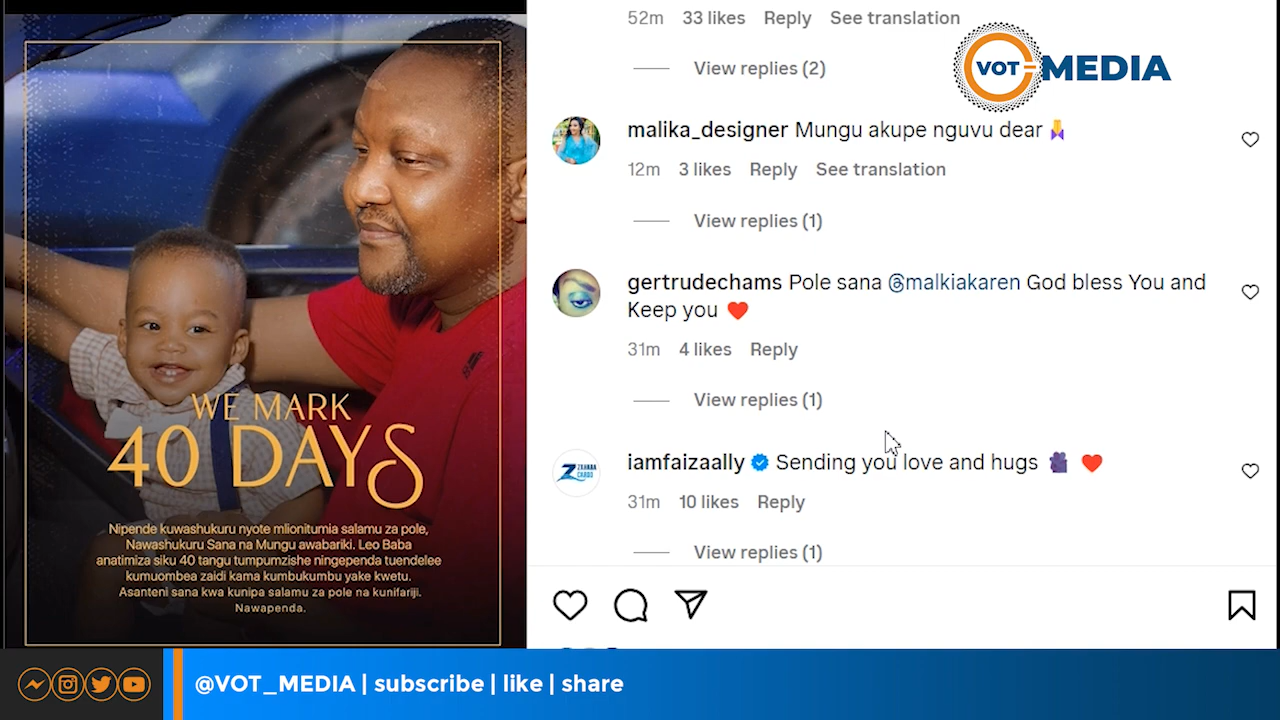 WE MARK
40 DAYS
Nipende kuwashukuru nyote mlionitumia salamu za pole,
Nawashukuru Sana na Mungu awabariki. Leo Baba
anatimiza siku 40 tangu tumpumzishe ningependa tuendelee
kumuombea zaidi kama kumbukumbu yake kwetu.
Asanteni sana kwa kunipa salamu za pole na kunifariji.
Nawapenda.
52m 33 likes Reply See translation
View replies (2)
VOT MEDIA
malika_designer Mungu akupe nguvu dear
12m 3 likes Reply See translation
View replies (1)
gertrudechams Pole sana @malkiakaren God bless You and
Keep you ❤️
31m 4 likes Reply
View replies (1)
ZAHARA
CARGO
iamfaizaally Sending you love and hugs ❤️
31m 10 likes Reply
View replies (1)
@VOT_MEDIA | subscribe | like | share